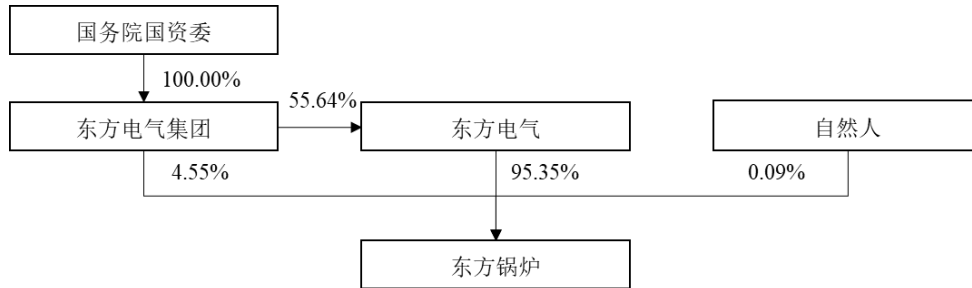 国务院国资委
100.00%
55.64%
东方电气集团
东方电气
自然人
4.55%
95.35%
0.09%
东方锅炉